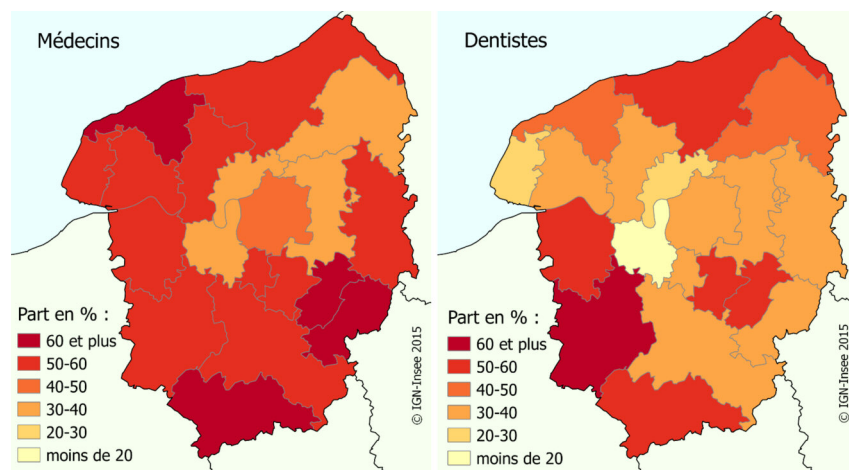 Médecins
Part en % :
60 et plus
50-60
40-50
30-40
20-30
moins de 20
© IGN-Insee 2015
Dentistes
Part en % :
60 et plus
50-60
40-50
30-40
20-30
moins de 20
© IGN-Insee 2015